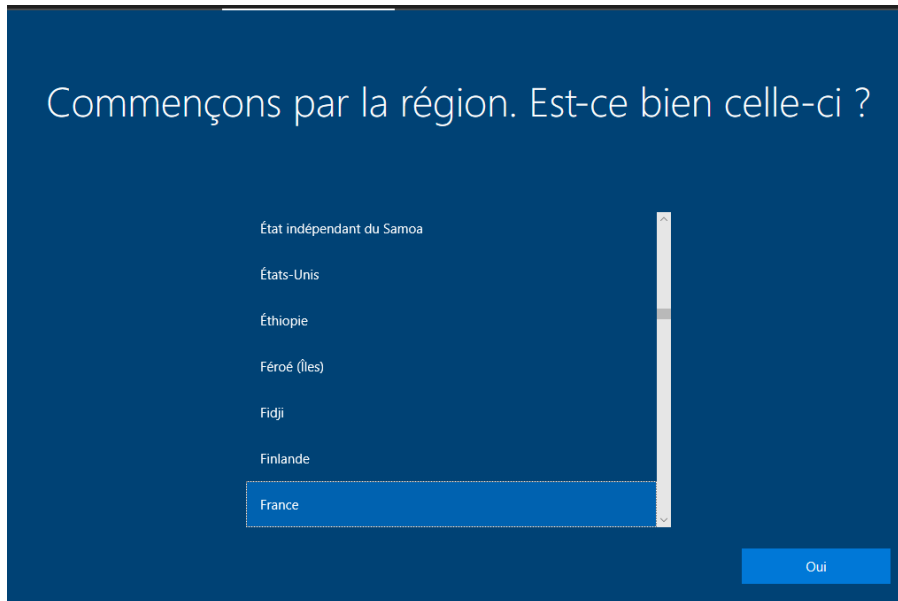 Commençons par la région. Est-ce bien celle-ci ?
État indépendant du Samoa
États-Unis
Éthiopie
Féroé (Îles)
Fidji
Finlande
France
Oui